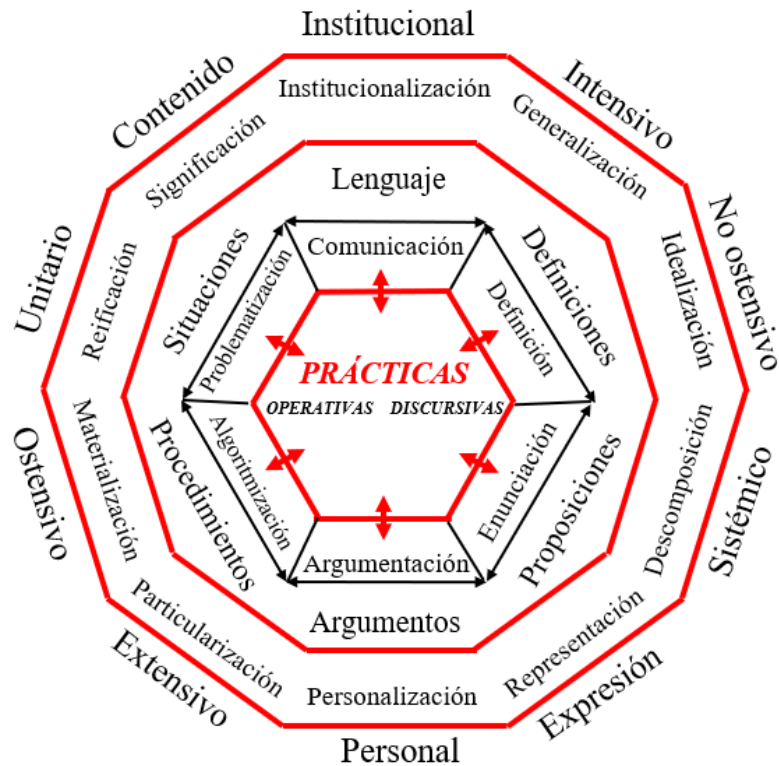 Institucional
Contenido
Intensivo
Institucionalización
Significación
Generalización
Lenguaje
Unitario
No ostensivo
Reificación
Idealización
Situaciones
Definiciones
Comunicación
Problematización
Definición
PRÁCTICAS
OPERATIVAS DISCURSIVAS
Algoritmización
Enunciación
Procedimientos
Proposiciones
Argumentación
Materialización
Descomposición
Ostensivo
Sistémico
Argumentos
Particularización
Representación
Personalización
Extensivo
Expresión
Personal